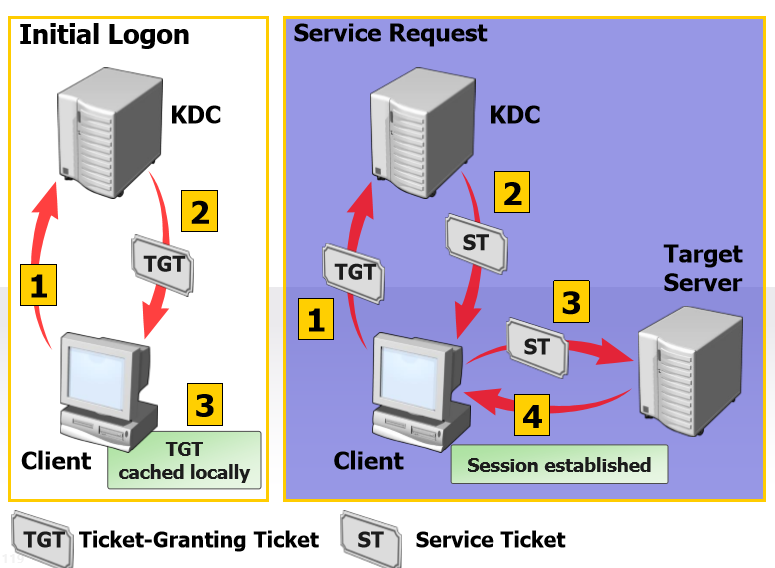 Initial Logon
KDC
2
TGT
1
3
Client
TGT
cached locally
Service Request
KDC
2
ST
TGT
1
Target
Server
3
ST
4
Client
Session established
TGT
Ticket-Granting Ticket
ST
Service Ticket
119